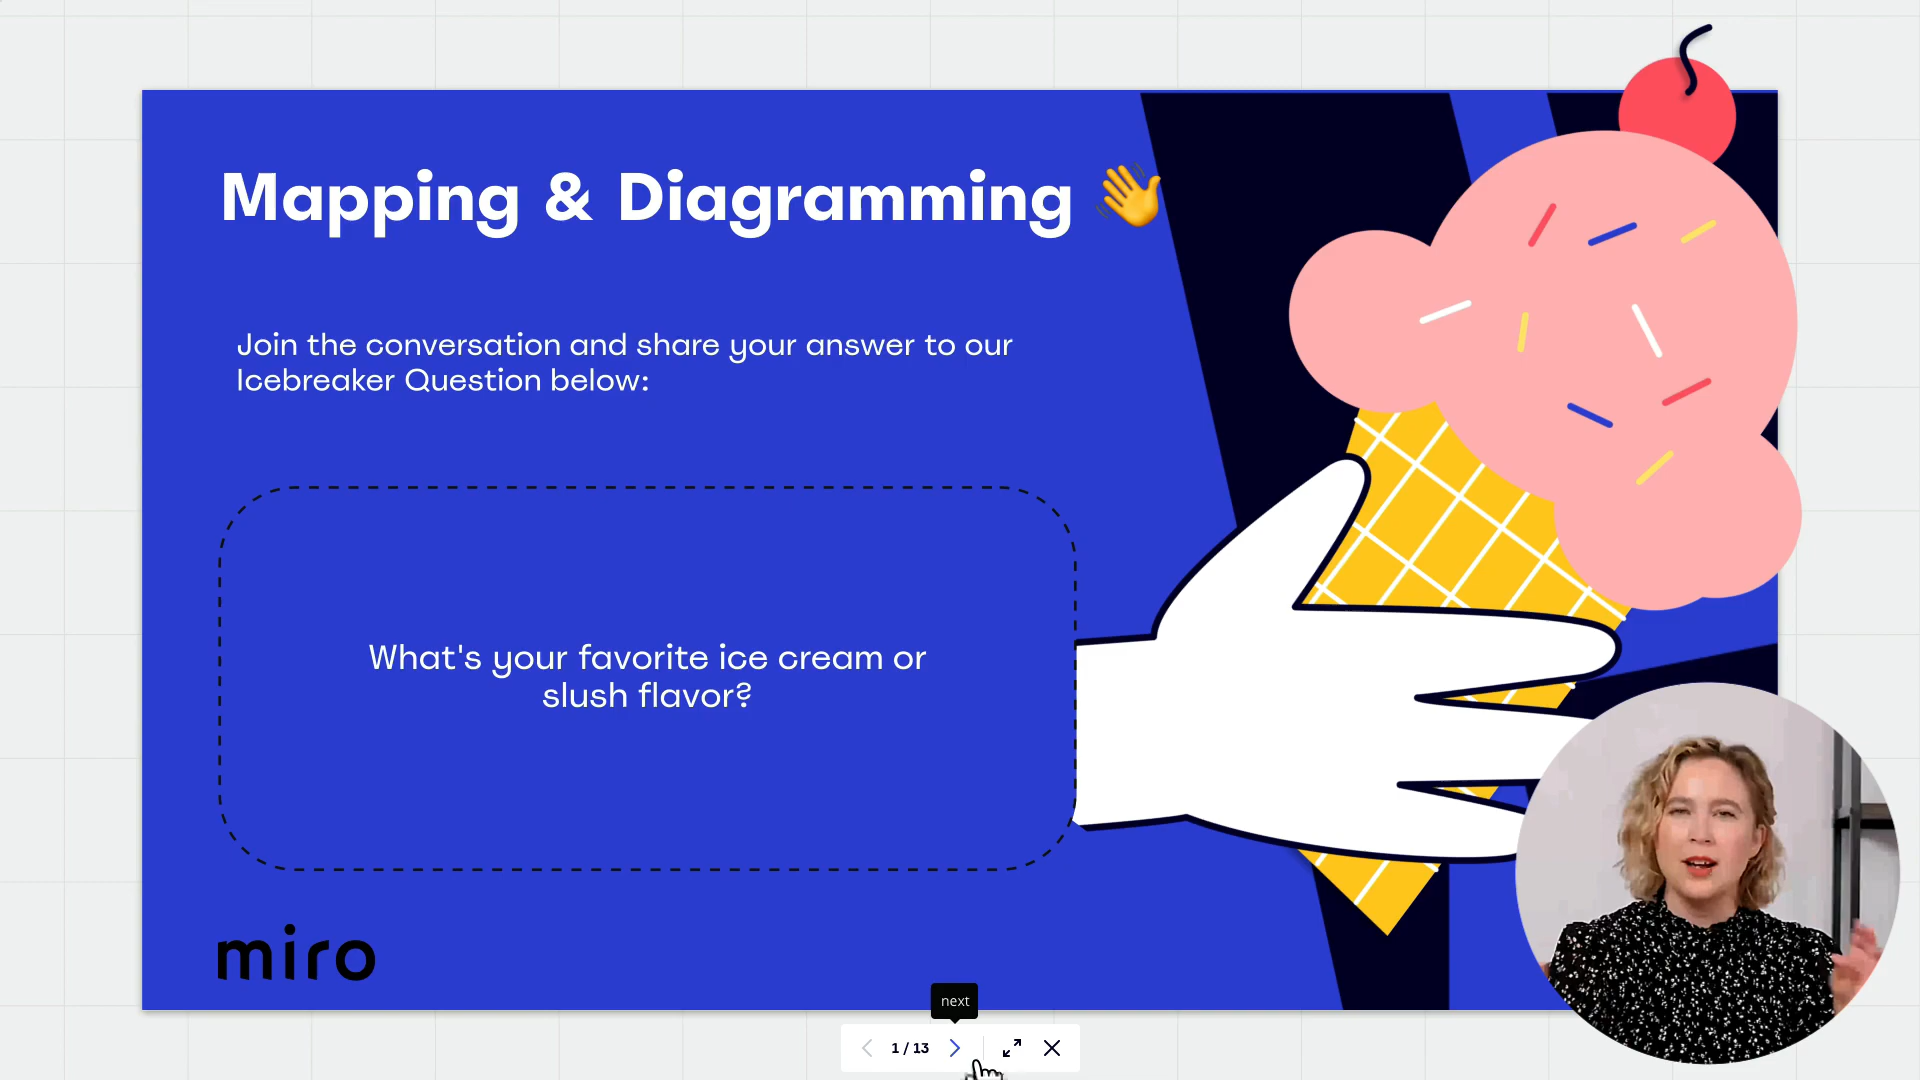 Mapping & Diagramming 👋
Join the conversation and share your answer to our
Icebreaker Question below:
What's your favorite ice cream or
slush flavor?
miro
next
1 / 13